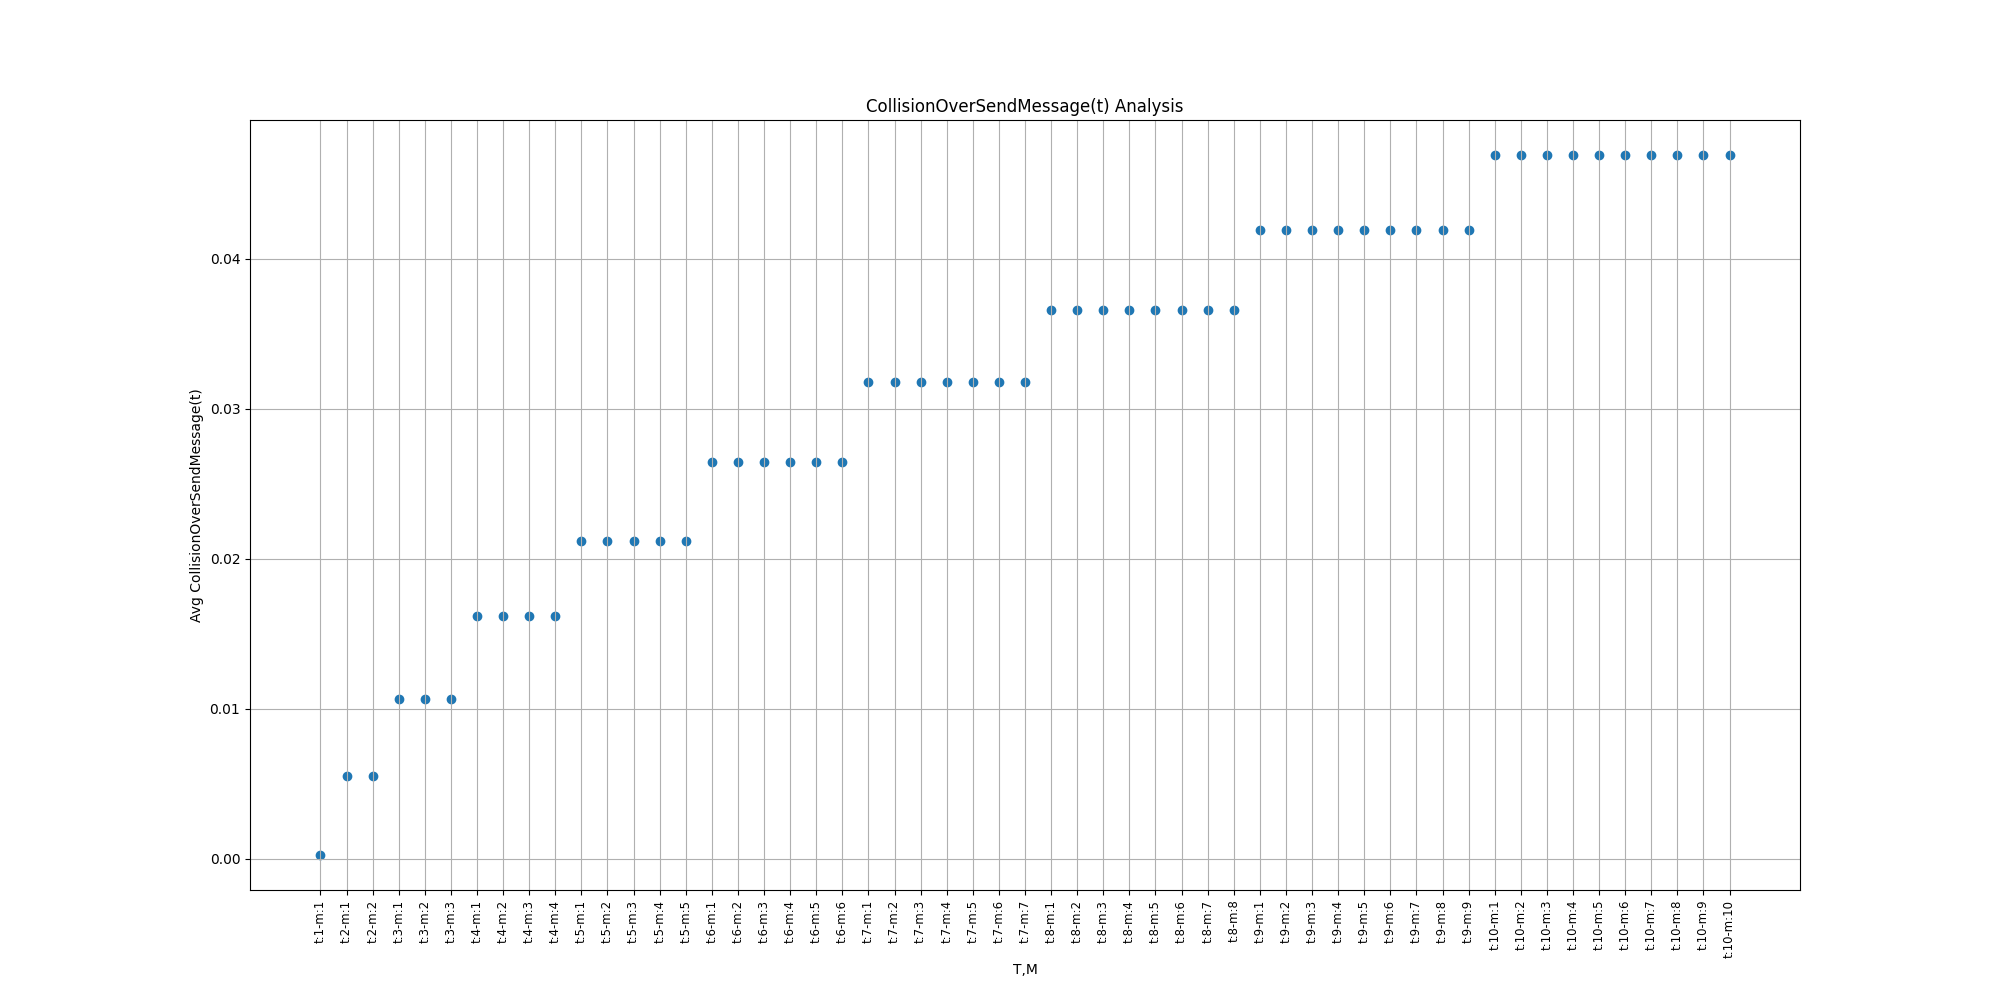 CollisionOverSendMessage(t) Analysis
Avg CollisionOverSendMessage(t)
0.04
0.03
0.02
0.01
0.00
t:1-m:1
t:2-m:1
t:2-m:2
t:3-m:1
t:3-m:2
t:3-m:3
t:4-m:1
t:4-m:2
t:4-m:3
t:4-m:4
t:5-m:1
t:5-m:2
t:5-m:3
t:5-m:4
t:5-m:5
t:6-m:1
t:6-m:2
t:6-m:3
t:6-m:4
t:6-m:5
t:6-m:6
t:7-m:1
t:7-m:2
t:7-m:3
t:7-m:4
t:7-m:5
t:7-m:6
t:7-m:7
t:8-m:1
t:8-m:2
t:8-m:3
t:8-m:4
t:8-m:5
t:8-m:6
t:8-m:7
t:8-m:8
t:9-m:1
t:9-m:2
t:9-m:3
t:9-m:4
t:9-m:5
t:9-m:6
t:9-m:7
t:9-m:8
t:9-m:9
t:10-m:1
t:10-m:2
t:10-m:3
t:10-m:4
t:10-m:5
t:10-m:6
t:10-m:7
t:10-m:8
t:10-m:9
t:10-m:10
T,M